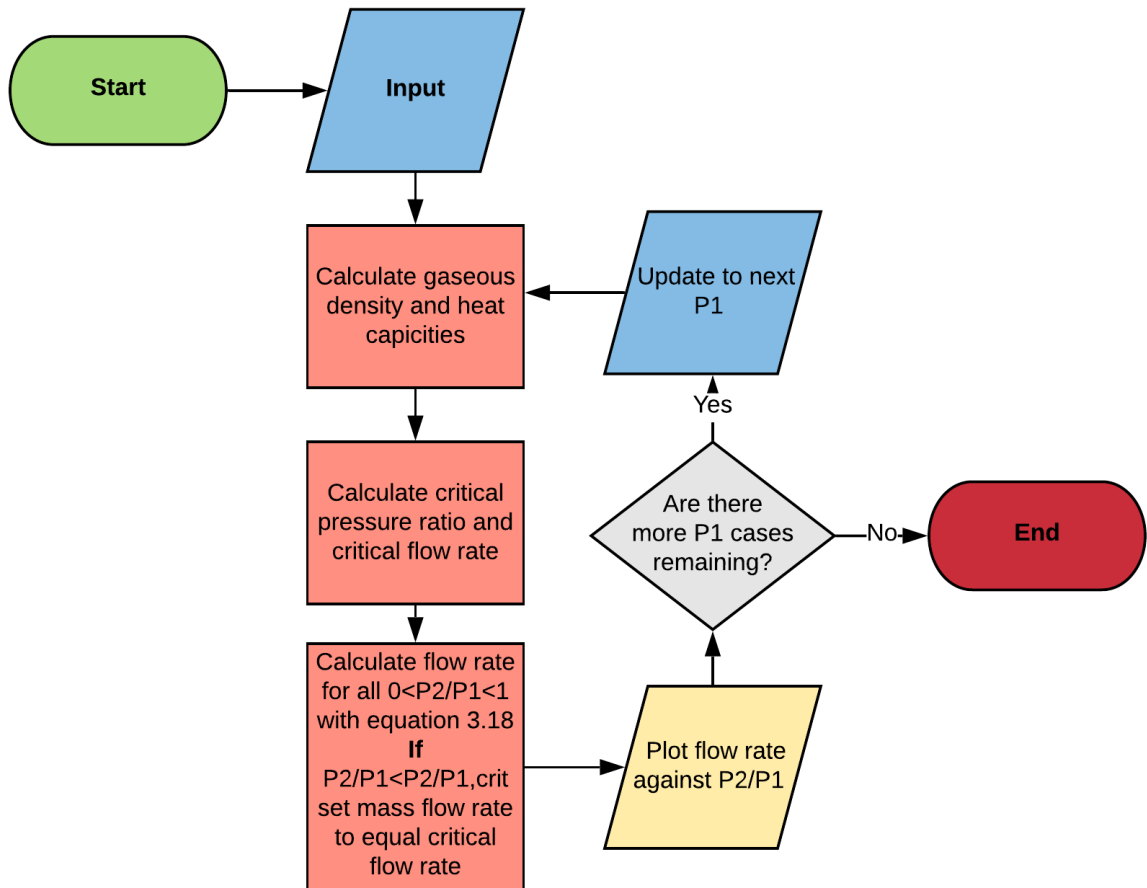 Start
Input
Calculate gaseous
density and heat
capicities
Update to next
P1
Yes
Calculate critical
pressure ratio and
critical flow rate
Are there
more P1 cases
remaining?
No
End
Calculate flow rate
for all 0<P2/P1<1
with equation 3.18
If
P2/P1<P2/P1,crit
set mass flow rate
to equal critical
flow rate
Plot flow rate
against P2/P1